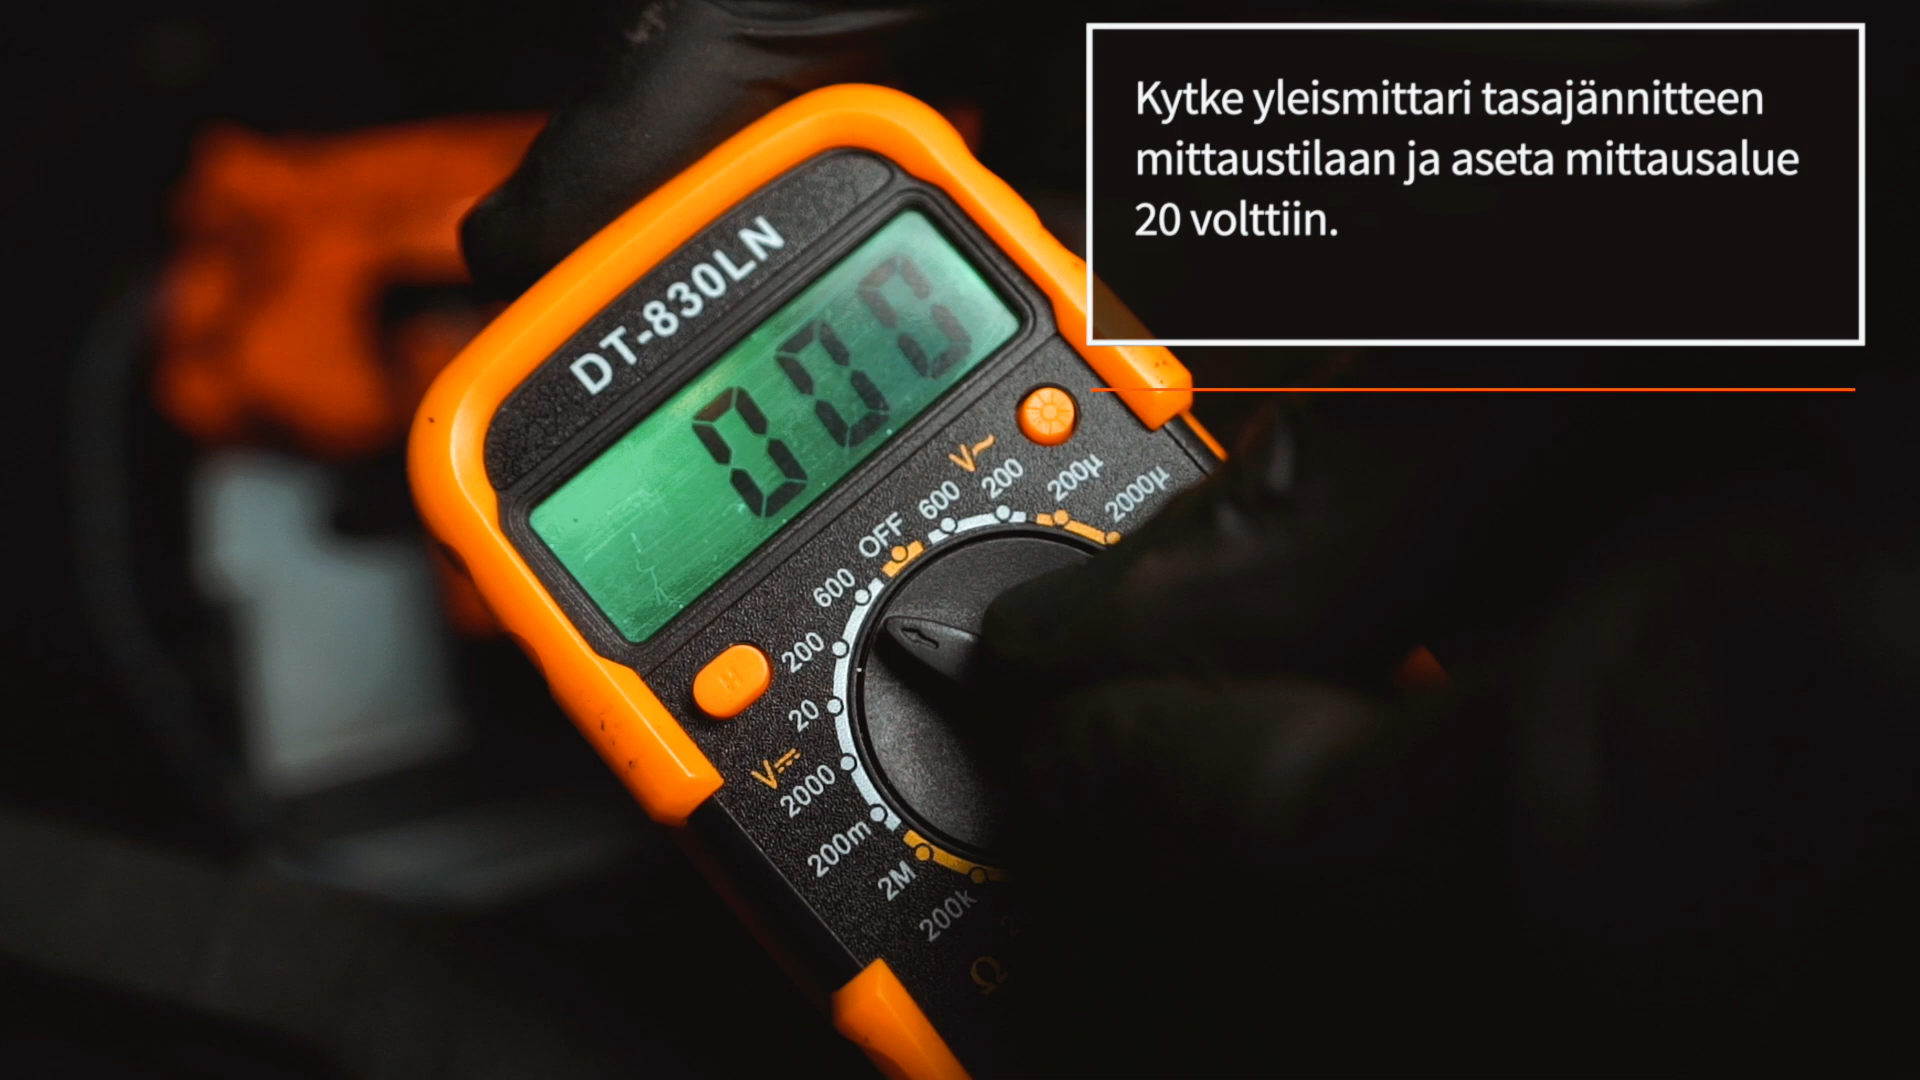 Kytke yleismittari tasajännitteen
mittaustilaan ja aseta mittausalue
20 volttiin.
DT-830LN
000
V~
OFF 600 200 200µ 2000µ
600
200
H
20
V⎓
2000
200m
2M
200k
Ω